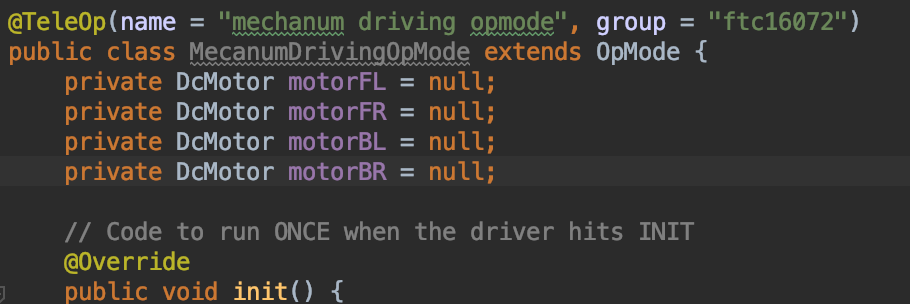 @TeleOp(name = "mechanum driving opmode", group = "ftc16072")
public class MecanumDrivingOpMode extends OpMode {
    private DcMotor motorFL = null;
    private DcMotor motorFR = null;
    private DcMotor motorBL = null;
    private DcMotor motorBR = null;

    // Code to run ONCE when the driver hits INIT
    @Override
    public void init() {